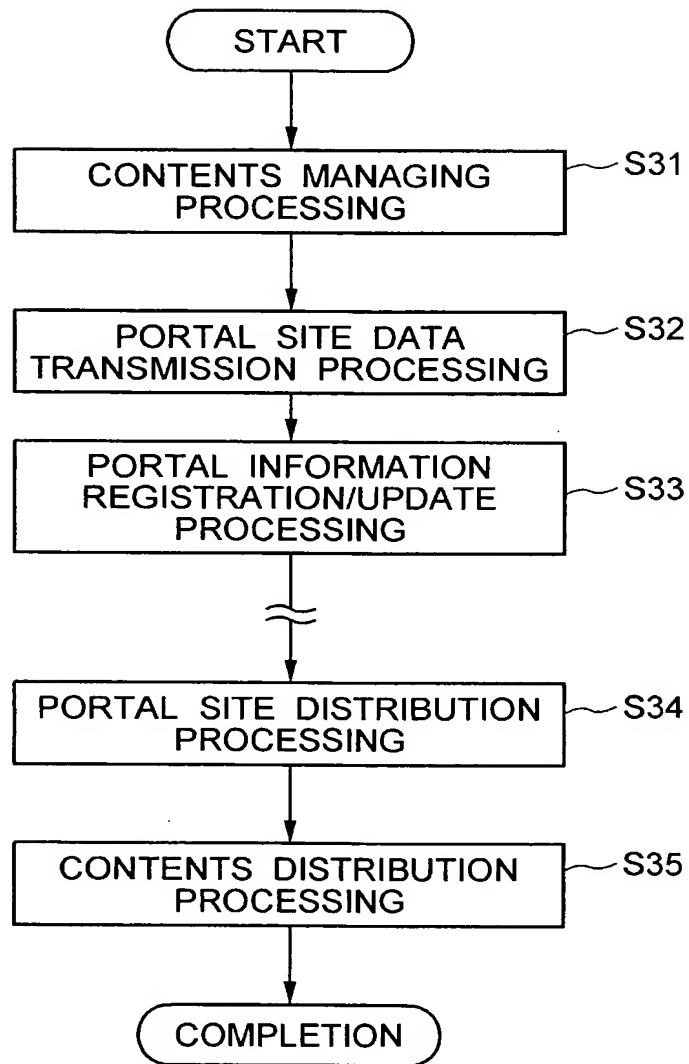 START
CONTENTS MANAGING
PROCESSING
S31
PORTAL SITE DATA
TRANSMISSION PROCESSING
S32
PORTAL INFORMATION
REGISTRATION/UPDATE
PROCESSING
S33
PORTAL SITE DISTRIBUTION
PROCESSING
S34
CONTENTS DISTRIBUTION
PROCESSING
S35
COMPLETION